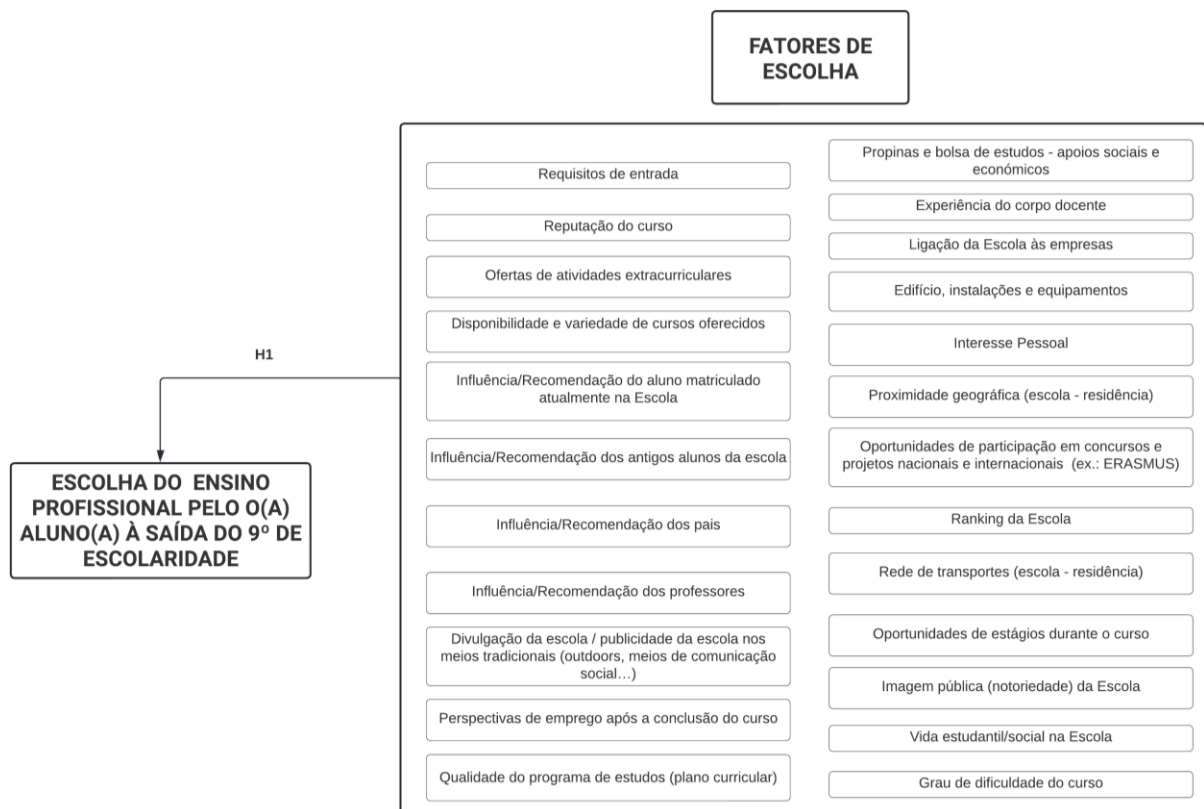 FATORES DE
ESCOLHA
Requisitos de entrada
Reputação do curso
Ofertas de atividades extracurriculares
Disponibilidade e variedade de cursos oferecidos
Influência/Recomendação do aluno matriculado
atualmente na Escola
Influência/Recomendação dos antigos alunos da escola
Influência/Recomendação dos pais
Influência/Recomendação dos professores
Divulgação da escola / publicidade da escola nos
meios tradicionais (outdoors, meios de comunicação
social…)
Perspectivas de emprego após a conclusão do curso
Qualidade do programa de estudos (plano curricular)
Propinas e bolsa de estudos - apoios sociais e
económicos
Experiência do corpo docente
Ligação da Escola às empresas
Edifício, instalações e equipamentos
Interesse Pessoal
Proximidade geográfica (escola - residência)
Oportunidades de participação em concursos e
projetos nacionais e internacionais (ex.: ERASMUS)
Ranking da Escola
Rede de transportes (escola - residência)
Oportunidades de estágios durante o curso
Imagem pública (notoriedade) da Escola
Vida estudantil/social na Escola
Grau de dificuldade do curso
H1
ESCOLHA DO ENSINO
PROFISSIONAL PELO O(A)
ALUNO(A) À SAÍDA DO 9º DE
ESCOLARIDADE